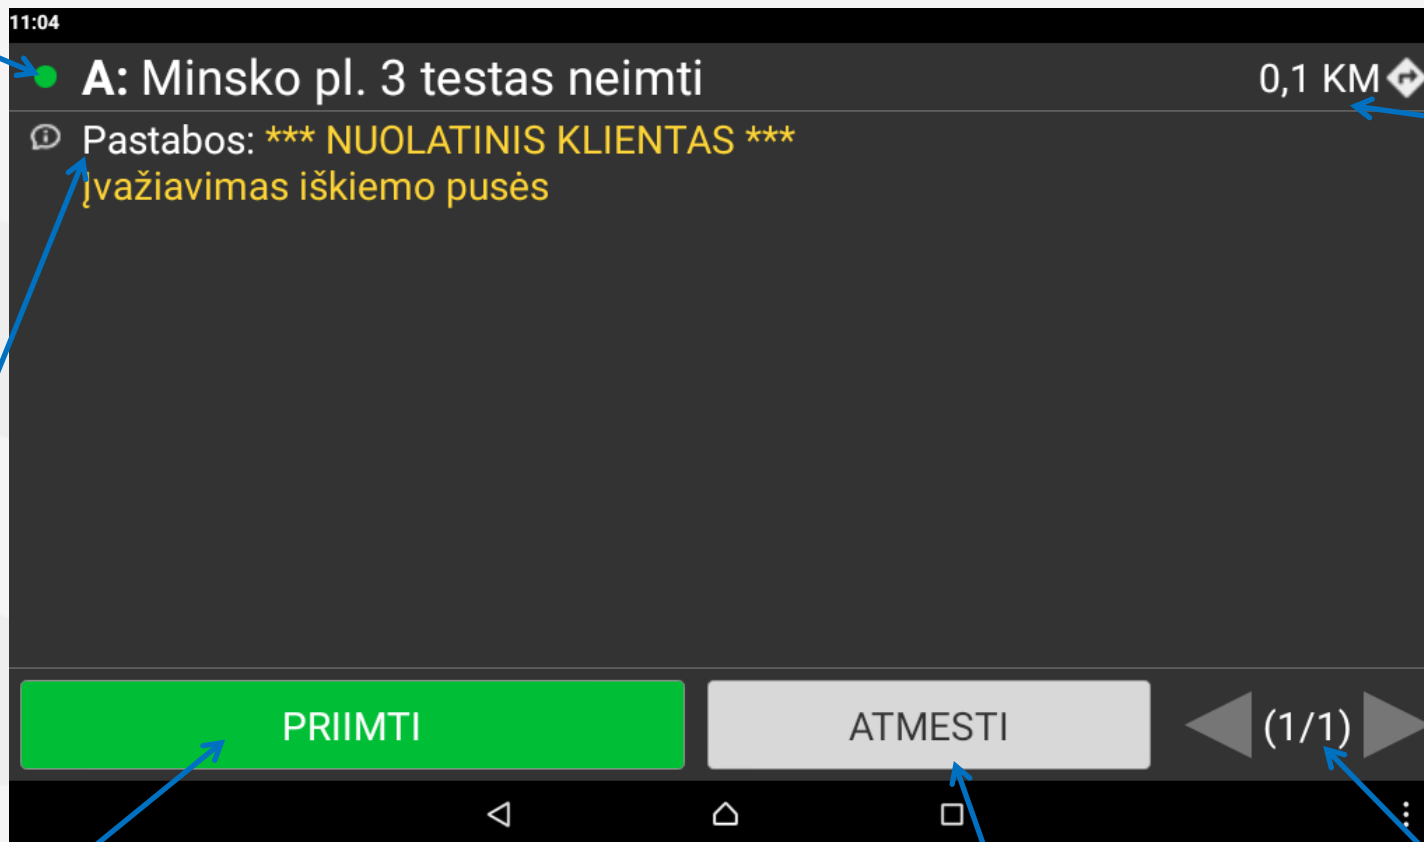 11:04
A: Minsko pl. 3 testas neimti 0,1 KM
Pastabos: *** NUOLATINIS KLIENTAS ***
Įvažiavimas iškiemo pusės
PRIIMTI ATMESTI (1/1)